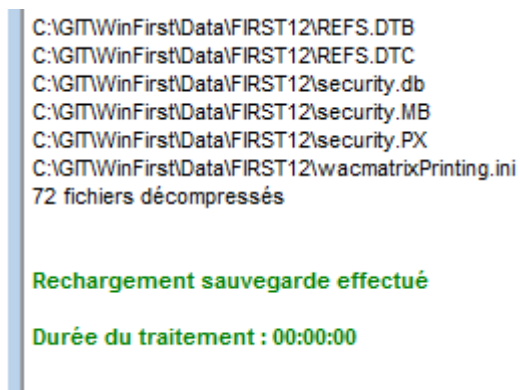 C:\GIT\WinFirst\Data\FIRST12\REFS.DTB
C:\GIT\WinFirst\Data\FIRST12\REFS.DTC
C:\GIT\WinFirst\Data\FIRST12\security.db
C:\GIT\WinFirst\Data\FIRST12\security.MB
C:\GIT\WinFirst\Data\FIRST12\security.PX
C:\GIT\WinFirst\Data\FIRST12\wacmatrixPrinting.ini
72 fichiers décompressés
Rechargement sauvegarde effectué
Durée du traitement : 00:00:00